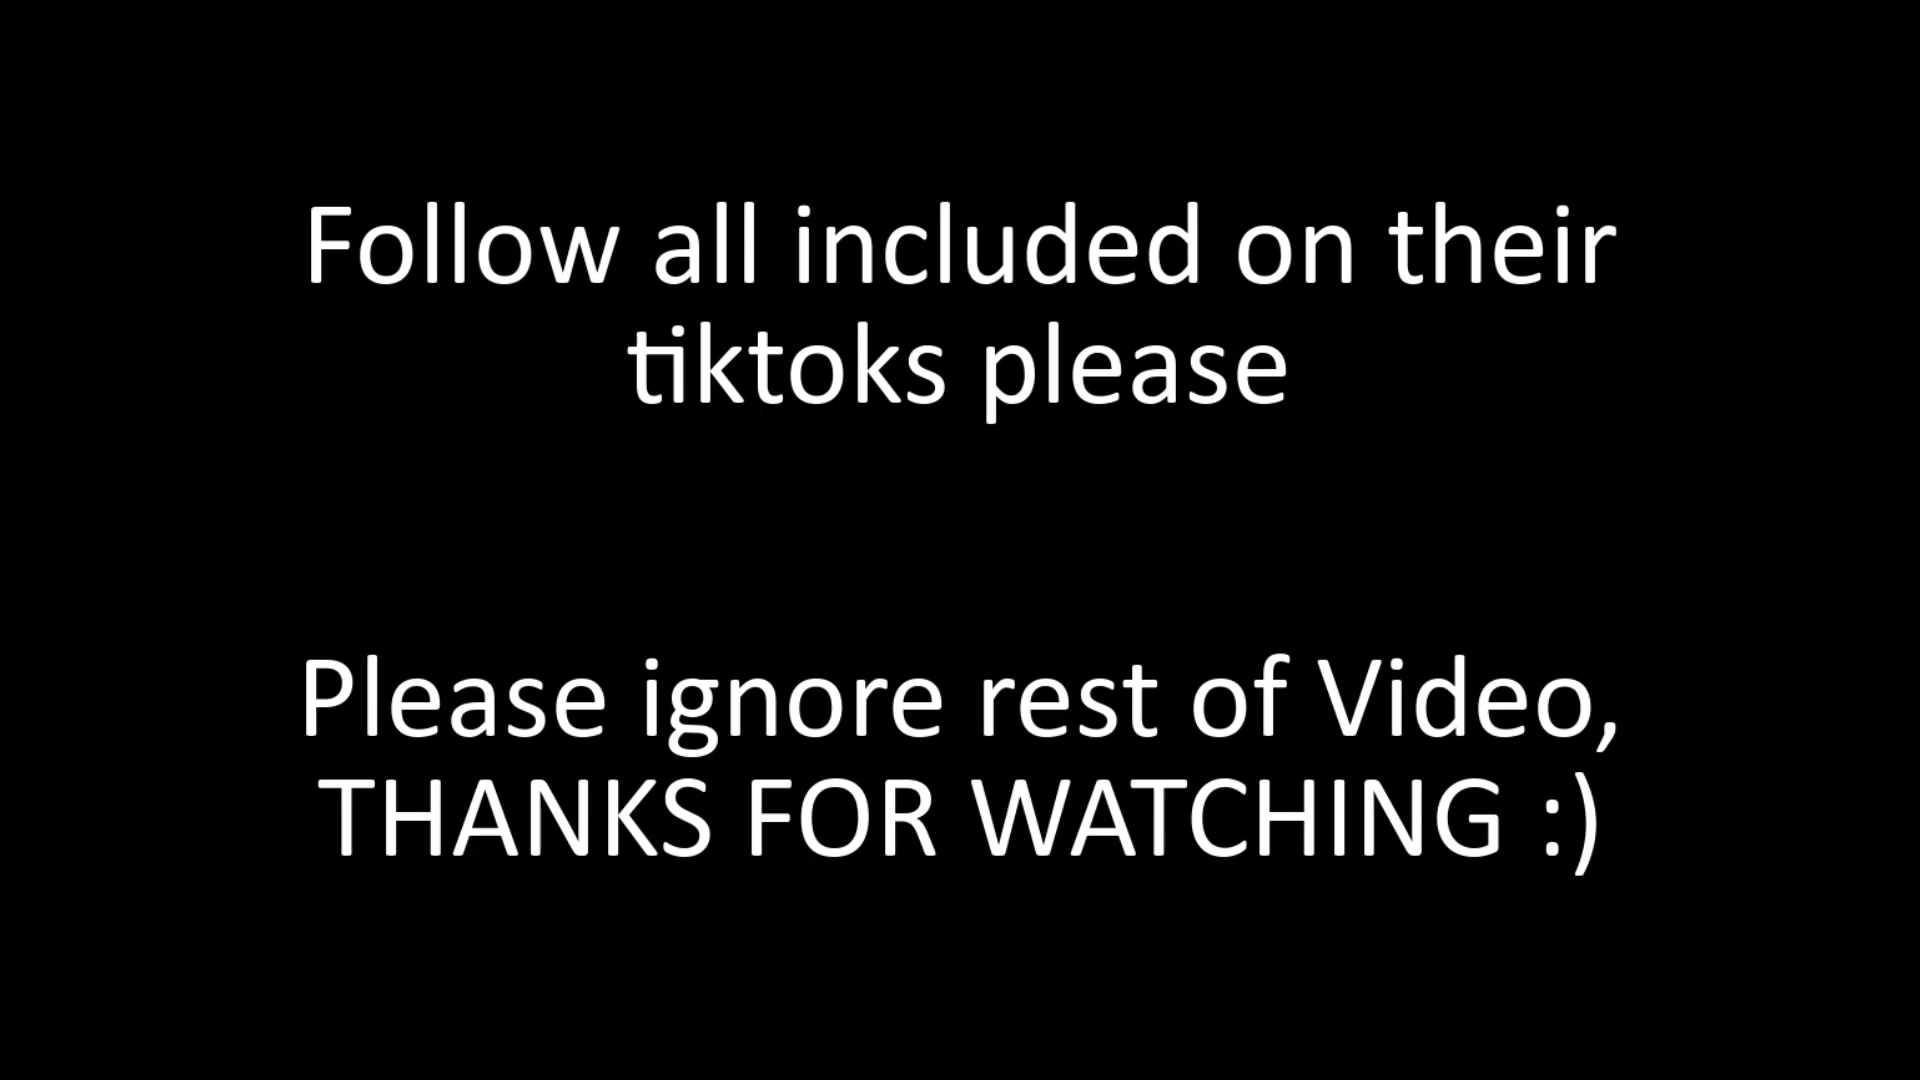 Follow all included on their
tiktoks please
Please ignore rest of Video,
THANKS FOR WATCHING :)